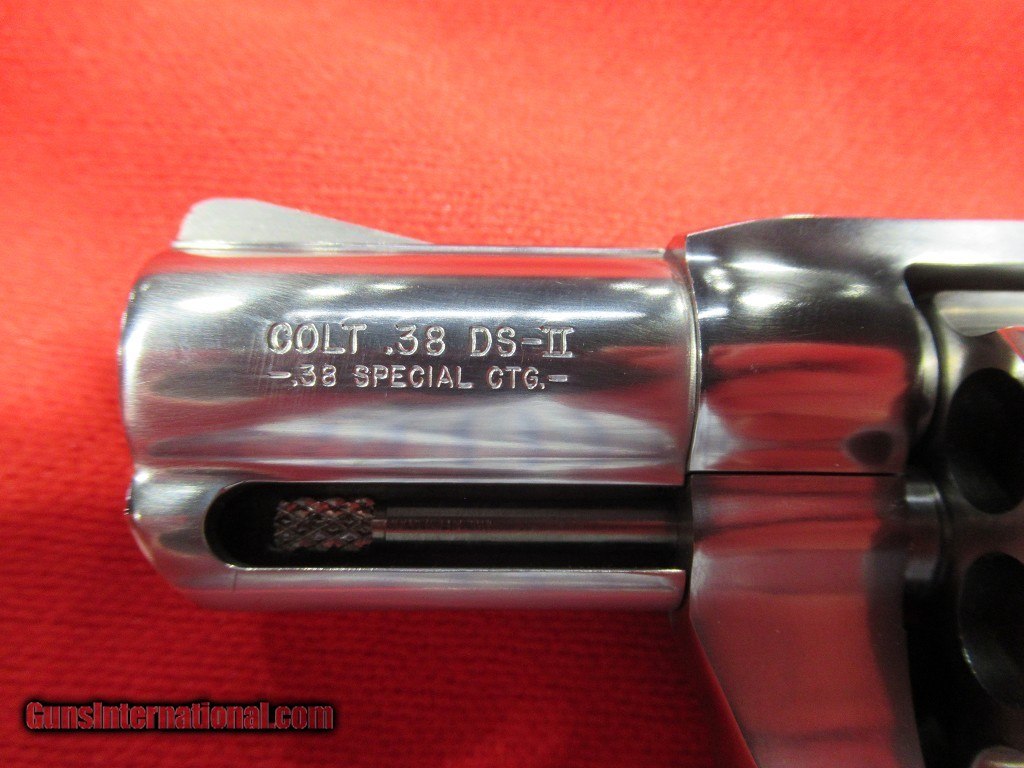 COLT .38 DS-II
-.38 SPECIAL CTG.-
GunsInternational.com